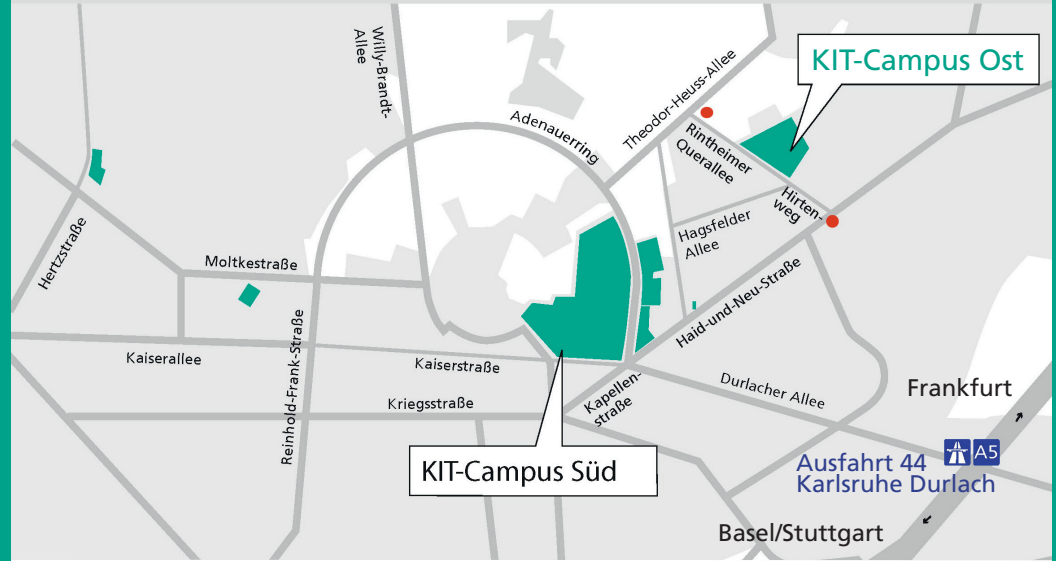 Willy-Brandt-
Allee
Theodor-Heuss-Allee
KIT-Campus Ost
Adenauerring
Rintheimer
Querallee
Hirten-
weg
Hagsfelder
Allee
Hertzstraße
Moltkestraße
Haid-und-Neu-Straße
Kaiserallee
Reinhold-Frank-Straße
Kaiserstraße
Kriegsstraße
Kapellen-
straße
Durlacher Allee
Frankfurt
KIT-Campus Süd
Ausfahrt 44 A5
Karlsruhe Durlach
Basel/Stuttgart